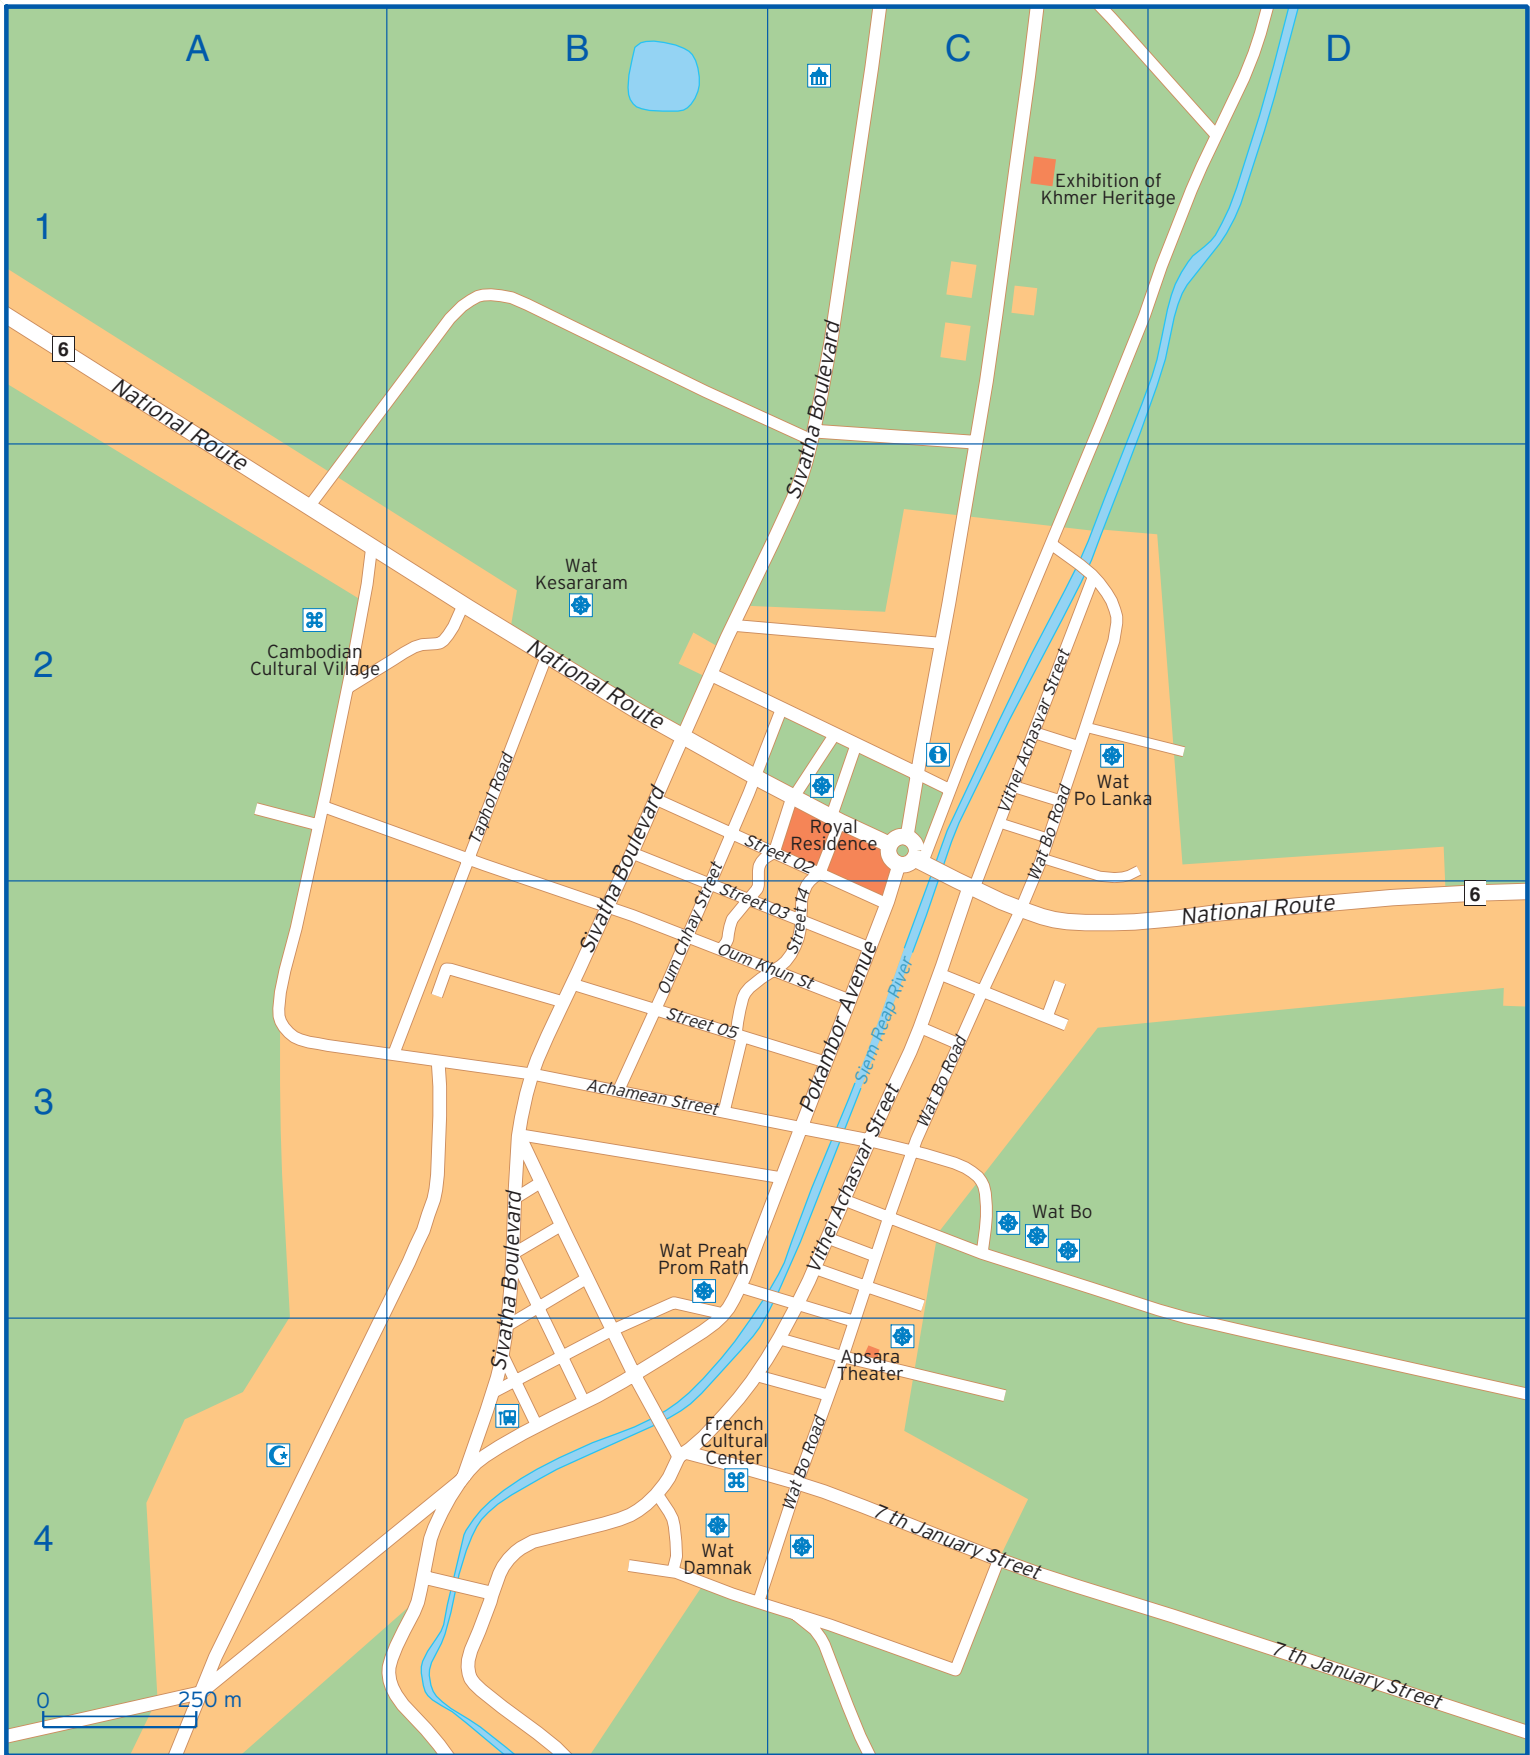 A
B
C
D
Exhibition of
Khmer Heritage
1
6
National Route
Sivatha Boulevard
Wat
Kesararam
Cambodian
Cultural Village
2
National Route
Vithei Achasvar Street
Wat
Po Lanka
Taphol Road
Sivatha Boulevard
Wat Bo Road
Royal
Residence
Street 02
Street 03
Street 14
Oum Chhay Street
Oum Khun St
6
National Route
Street 05
Pokambor Avenue
Siem Reap River
Wat Bo Road
3
Achamean Street
Vithei Achasvar Street
Wat Bo
Sivatha Boulevard
Wat Preah
Prom Rath
Apsara
Theater
French
Cultural
Center
Wat Bo Road
7 th January Street
4
Wat
Damnak
7 th January Street
0
250 m